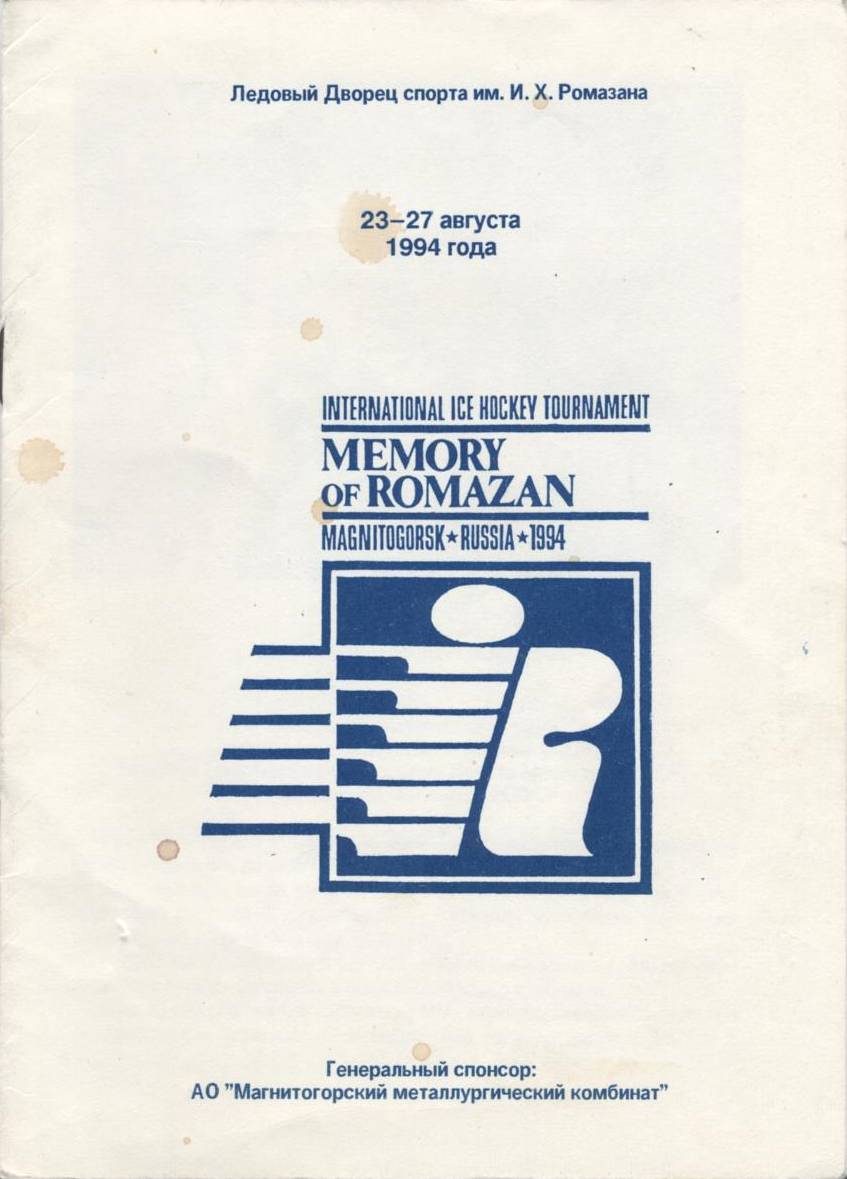 Ледовый Дворец спорта им. И. Х. Ромазана
23–27 августа
1994 года
INTERNATIONAL ICE HOCKEY TOURNAMENT
MEMORY
OF ROMAZAN
MAGNITOGORSK★RUSSIA★1994
Генеральный спонсор:
АО "Магнитогорский металлургический комбинат"